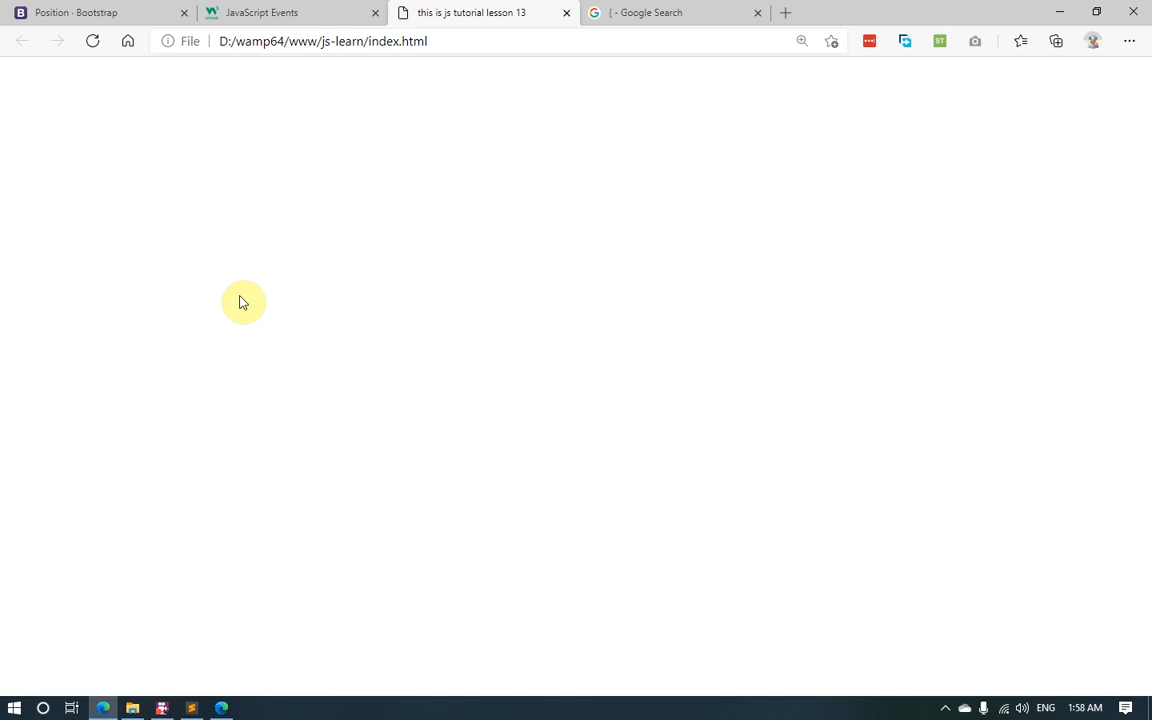 Position · Bootstrap
JavaScript Events
this is js tutorial lesson 13
( - Google Search
File
D:/wamp64/www/js-learn/index.html
ST
ENG
1:58 AM